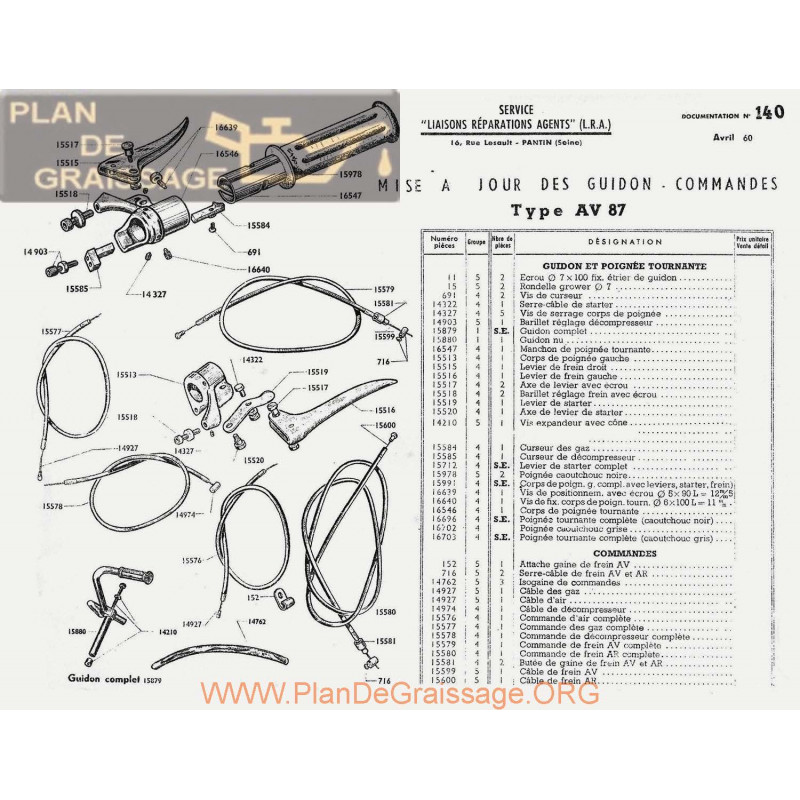 PLAN
DE
GRAISSAGE
SERVICE
"LIAISONS RÉPARATIONS AGENTS" (L.R.A.)
16, Rue Lesault - PANTIN (Seine)
DOCUMENTATION N° 140
Avril 60
MISE A JOUR DES GUIDON - COMMANDES
Type AV 87
Numéro pièces Groupe Nbre de pièces DÉSIGNATION Prix unitaire Vente détail
GUIDON ET POIGNÉE TOURNANTE
11 5 2 Ecrou Ø 7 x 100 fix. étrier de guidon
15 5 2 Rondelle grower Ø 7
691 4 2 Vis de curseur
14322 4 1 Serre-câble de starter
14327 4 5 Vis de serrage corps de poignée
14903 5 1 Barillet réglage décompresseur
15879 1 S.E. Guidon complet
15880 1 1 Guidon nu
16547 4 1 Manchon de poignée tournante
15513 4 1 Corps de poignée gauche
15515 4 1 Levier de frein droit
15516 4 1 Levier de frein gauche
15517 4 2 Axe de levier avec écrou
15518 4 2 Barillet réglage frein avec écrou
15519 4 1 Levier de starter
15520 4 1 Axe de levier de starter
14210 5 1 Vis expandeur avec cône
15584 4 1 Curseur des gaz
15585 4 1 Curseur de décompresseur
15712 4 S.E. Levier de starter complet
15978 5 2 Poignée caoutchouc noire
15991 4 S.E. Corps de poign. g. compl. avec leviers, starter, frein)
16639 4 1 Vis de positionnem. avec écrou Ø 5 x 90 L = 12 m/5
16640 4 1 Vis de fix. corps de poign. tourn. Ø 6 x 100 L = 11 m/m
16546 4 1 Corps de poignée tournante
16696 4 S.E. Poignée tournante complète (caoutchouc noir)
16702 4 Poignée caoutchouc grise
16703 4 S.E. Poignée tournante complète (caoutchouc gris)
COMMANDES
152 5 1 Attache gaine de frein AV
716 5 2 Serre-câble de frein AV et AR
14762 5 3 Isogaine de commandes
14927 5 1 Câble des gaz
14927 5 1 Câble d'air
14974 4 1 Câble de décompresseur
15576 4 1 Commande d'air complète
15577 4 1 Commande des gaz complète
15578 4 1 Commande de décompresseur complète
15579 4 1 Commande de frein AV complète
15580 4 1 Commande de frein AR complète
15581 4 2 Butée de gaine de frein AV et AR
15599 5 1 Câble de frein AV
15600 5 1 Câble de frein AR
15517
15515
15518
16639
16546
15978
16547
15584
14903
691
16640
15585
14327
15579
15581
15599
716
15577
14322
15513
15519
15517
15518
15516
15600
14927
14327
15520
15578
14974
15576
152
15580
14927
14762
15880
14210
15581
716
Guidon complet 15879
WWW.PlanDeGraissage.ORG